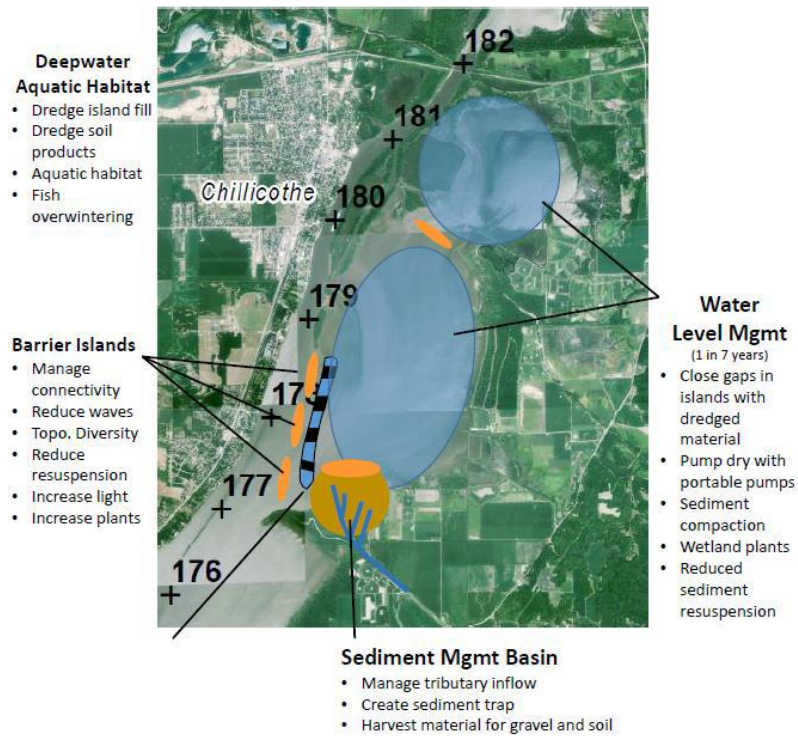 Deepwater
Aquatic Habitat
• Dredge island fill
• Dredge soil
products
• Aquatic habitat
• Fish
overwintering
182
181
Chillicothe
180
179
178
177
176
Barrier Islands
• Manage
connectivity
• Reduce waves
• Topo. Diversity
• Reduce
resuspension
• Increase light
• Increase plants
Water
Level Mgmt
(1 in 7 years)
• Close gaps in
islands with
dredged
material
• Pump dry with
portable pumps
• Sediment
compaction
• Wetland plants
• Reduced
sediment
resuspension
Sediment Mgmt Basin
• Manage tributary inflow
• Create sediment trap
• Harvest material for gravel and soil